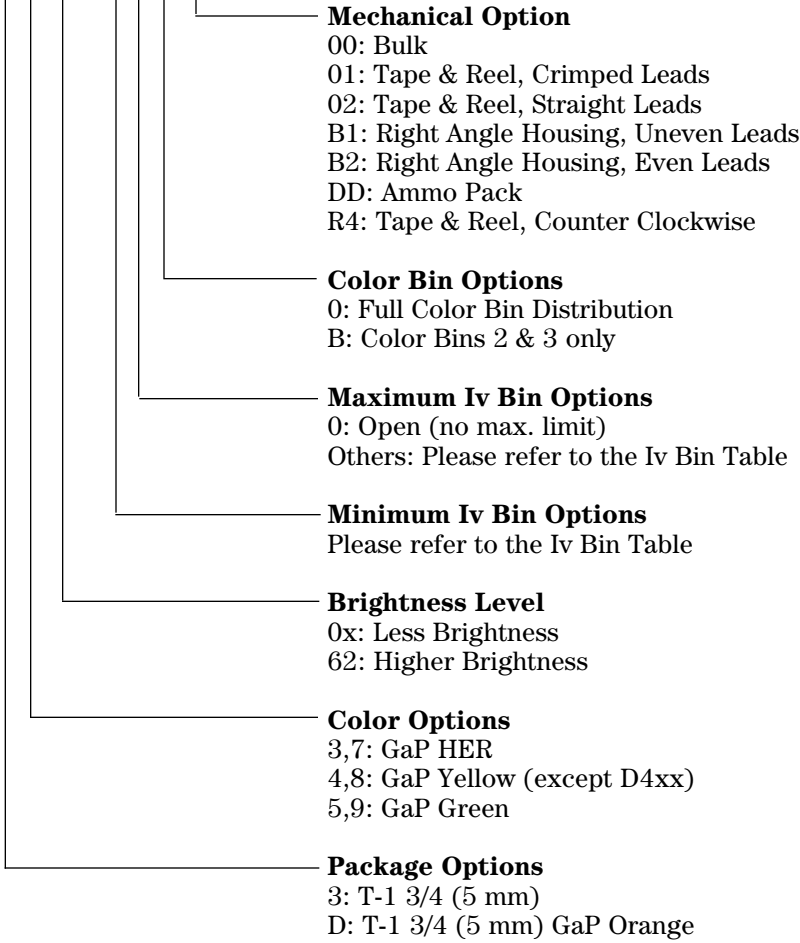 Mechanical Option
00: Bulk
01: Tape & Reel, Crimped Leads
02: Tape & Reel, Straight Leads
B1: Right Angle Housing, Uneven Leads
B2: Right Angle Housing, Even Leads
DD: Ammo Pack
R4: Tape & Reel, Counter Clockwise
Color Bin Options
0: Full Color Bin Distribution
B: Color Bins 2 & 3 only
Maximum Iv Bin Options
0: Open (no max. limit)
Others: Please refer to the Iv Bin Table
Minimum Iv Bin Options
Please refer to the Iv Bin Table
Brightness Level
0x: Less Brightness
62: Higher Brightness
Color Options
3,7: GaP HER
4,8: GaP Yellow (except D4xx)
5,9: GaP Green
Package Options
3: T-1 3/4 (5 mm)
D: T-1 3/4 (5 mm) GaP Orange